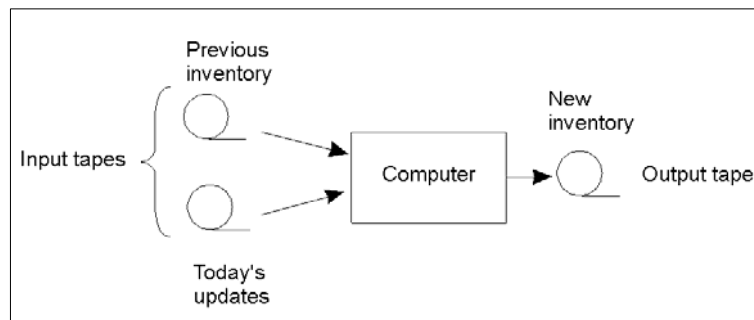 Previous
inventory
Input tapes
Today's
updates
Computer
New
inventory
Output tape